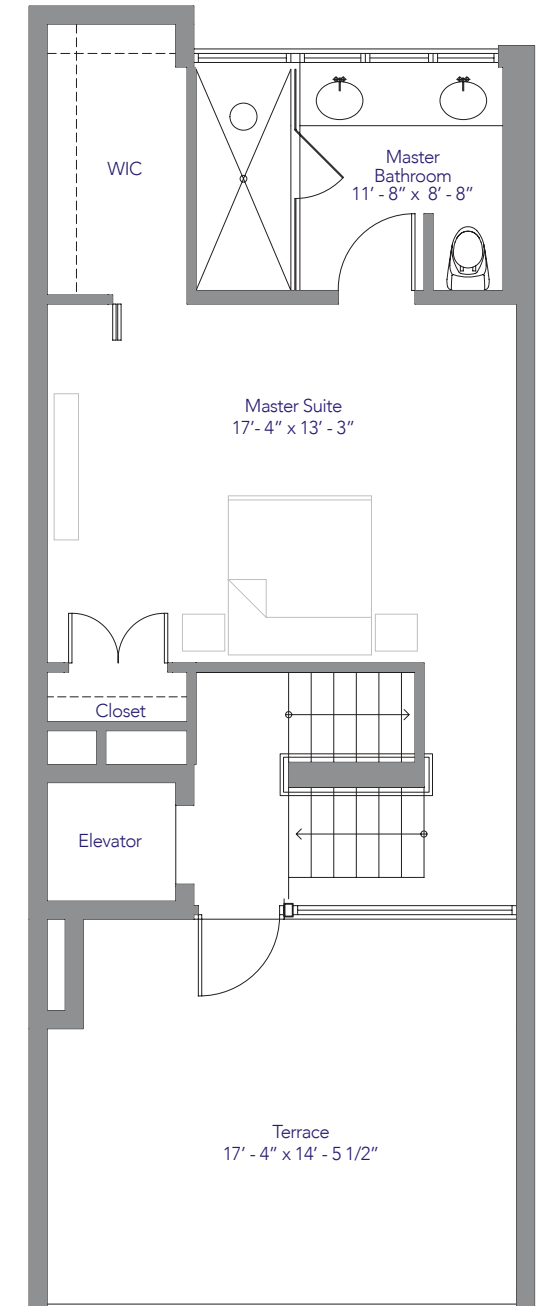 WIC
Master
Bathroom
11’ - 8” x  8’ - 8”
Master Suite
17’- 4” x 13’ - 3”
Closet
Elevator
Terrace
17’ - 4” x 14’ - 5 1/2”